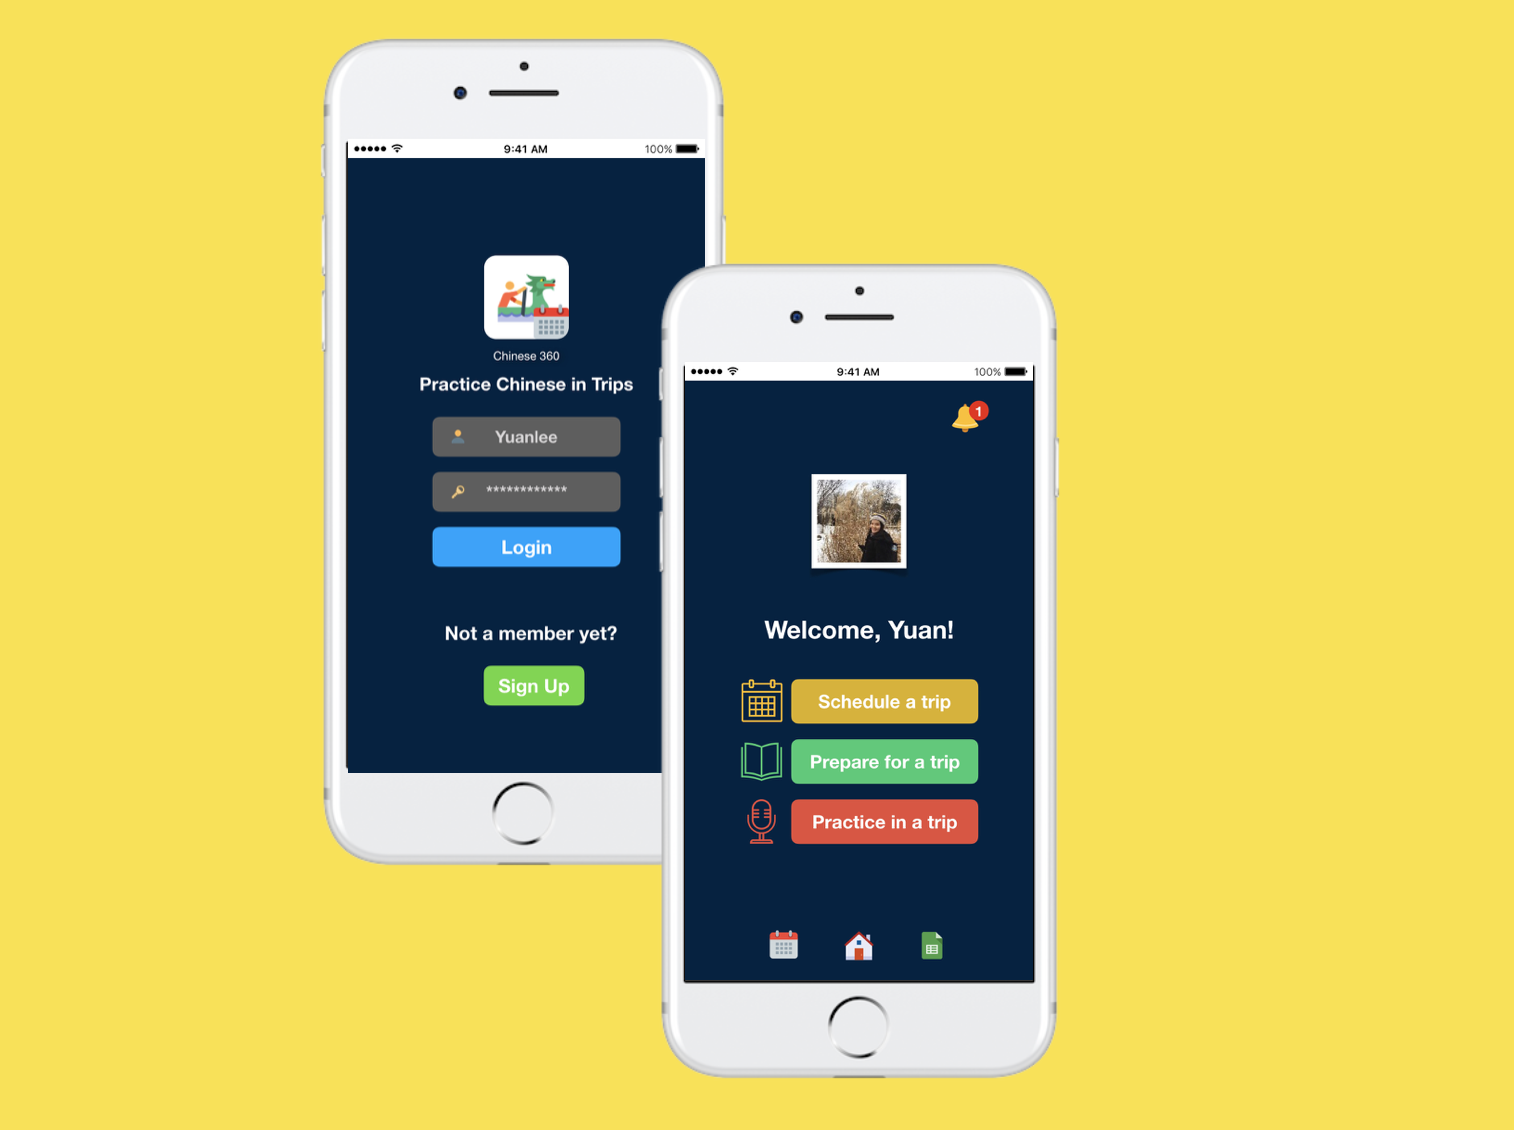 9:41 AM
100%
Chinese 360
Practice Chinese in Trips
Yuanlee
************
Login
Not a member yet?
Sign Up
9:41 AM
100%
1
Welcome, Yuan!
Schedule a trip
Prepare for a trip
Practice in a trip